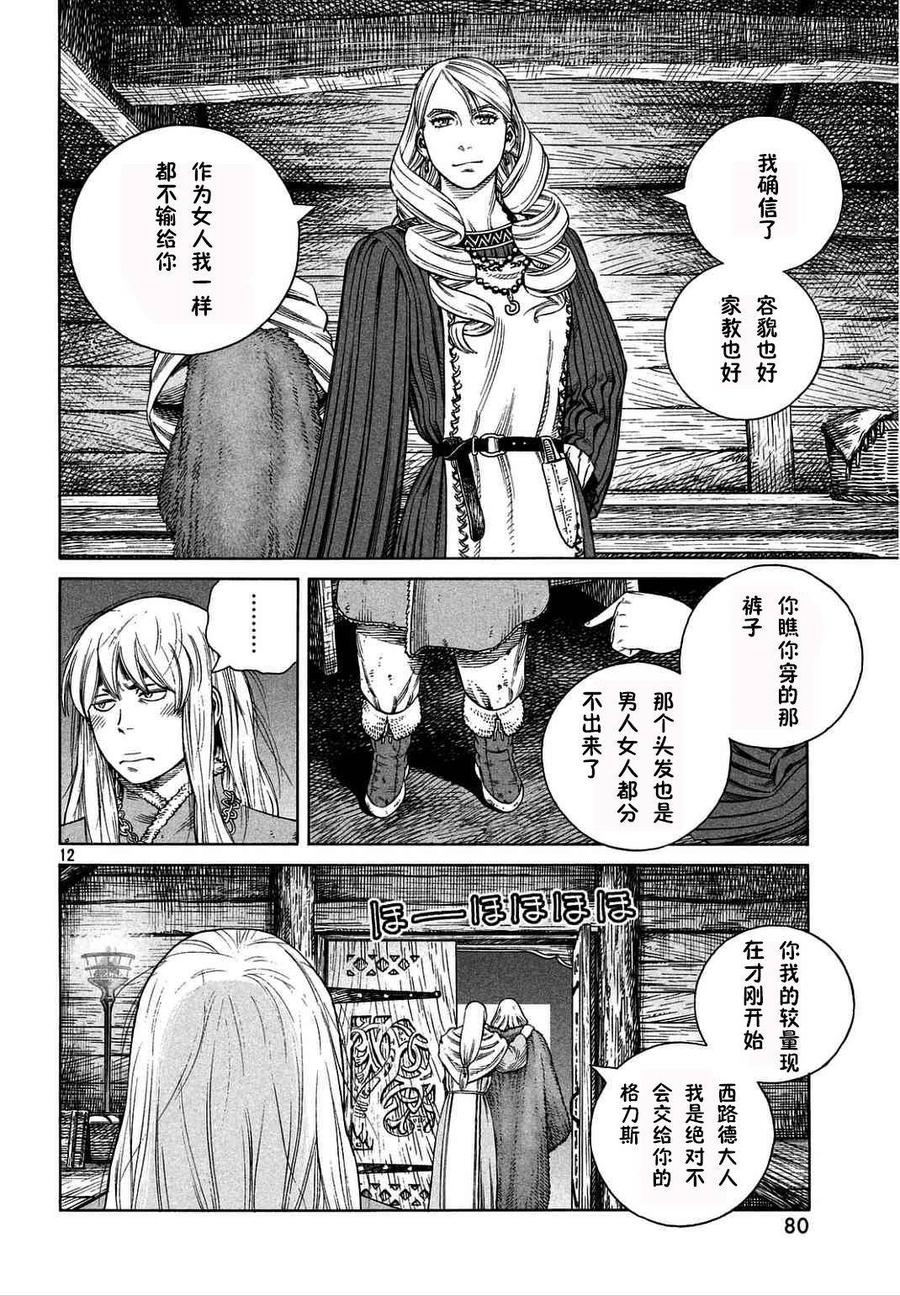 我确信了
容貌也好
家教也好
作为女人我一样
都不输给你
你瞧你穿的那
裤子
那个头发也是
男人女人都分
不出来了
………
12
ほーほほほほ
你我的较量现
在才刚开始
西路德大人
我是绝对不
会交给你的
格力斯
80